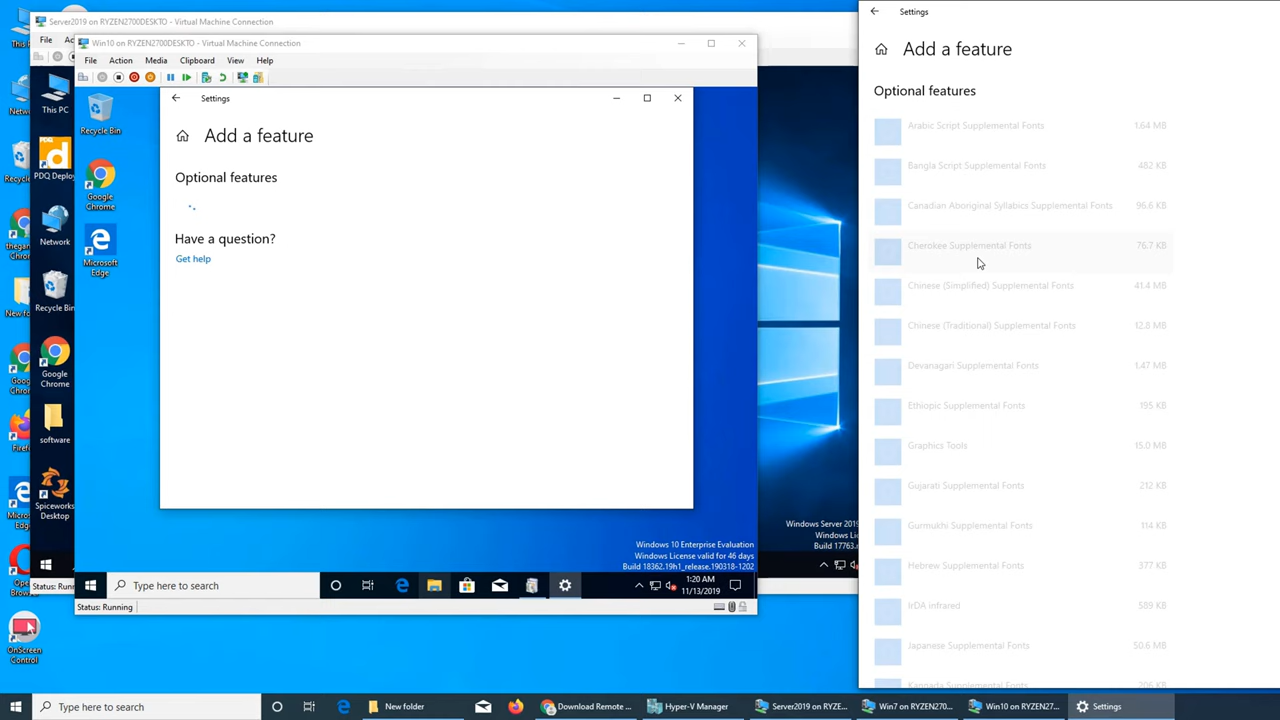 Server2019 on RYZEN2700DESKTO - Virtual Machine Connection
File
Win10 on RYZEN2700DESKTO - Virtual Machine Connection
File Action Media Clipboard View Help
Settings
Add a feature
Optional features
Have a question?
Get help
This PC
PDQ Deploy
Network
Recycle Bin
Google
Chrome
software
Spiceworks
Desktop
Recycle Bin
Google
Chrome
Microsoft
Edge
Windows 10 Enterprise Evaluation
Windows License valid for 46 days
Build 18362.19h1_release.190318-1202
Type here to search
1:20 AM
11/13/2019
Status: Running
Windows Server 2019
Windows Li
Build 17763.
OnScreen
Control
Settings
Add a feature
Optional features
Arabic Script Supplemental Fonts 1.64 MB
Bangla Script Supplemental Fonts 482 KB
Canadian Aboriginal Syllabics Supplemental Fonts 96.6 KB
Cherokee Supplemental Fonts 76.7 KB
Chinese (Simplified) Supplemental Fonts 41.4 MB
Chinese (Traditional) Supplemental Fonts 12.8 MB
Devanagari Supplemental Fonts 1.47 MB
Ethiopic Supplemental Fonts 195 KB
Graphics Tools 15.0 MB
Gujarati Supplemental Fonts 212 KB
Gurmukhi Supplemental Fonts 114 KB
Hebrew Supplemental Fonts 377 KB
IrDA infrared 589 KB
Japanese Supplemental Fonts 50.6 MB
Kannada Supplemental Fonts 206 KB
Type here to search
New folder
Download Remote ...
Hyper-V Manager
Server2019 on RYZE...
Win7 on RYZEN270...
Win10 on RYZEN27...
Settings